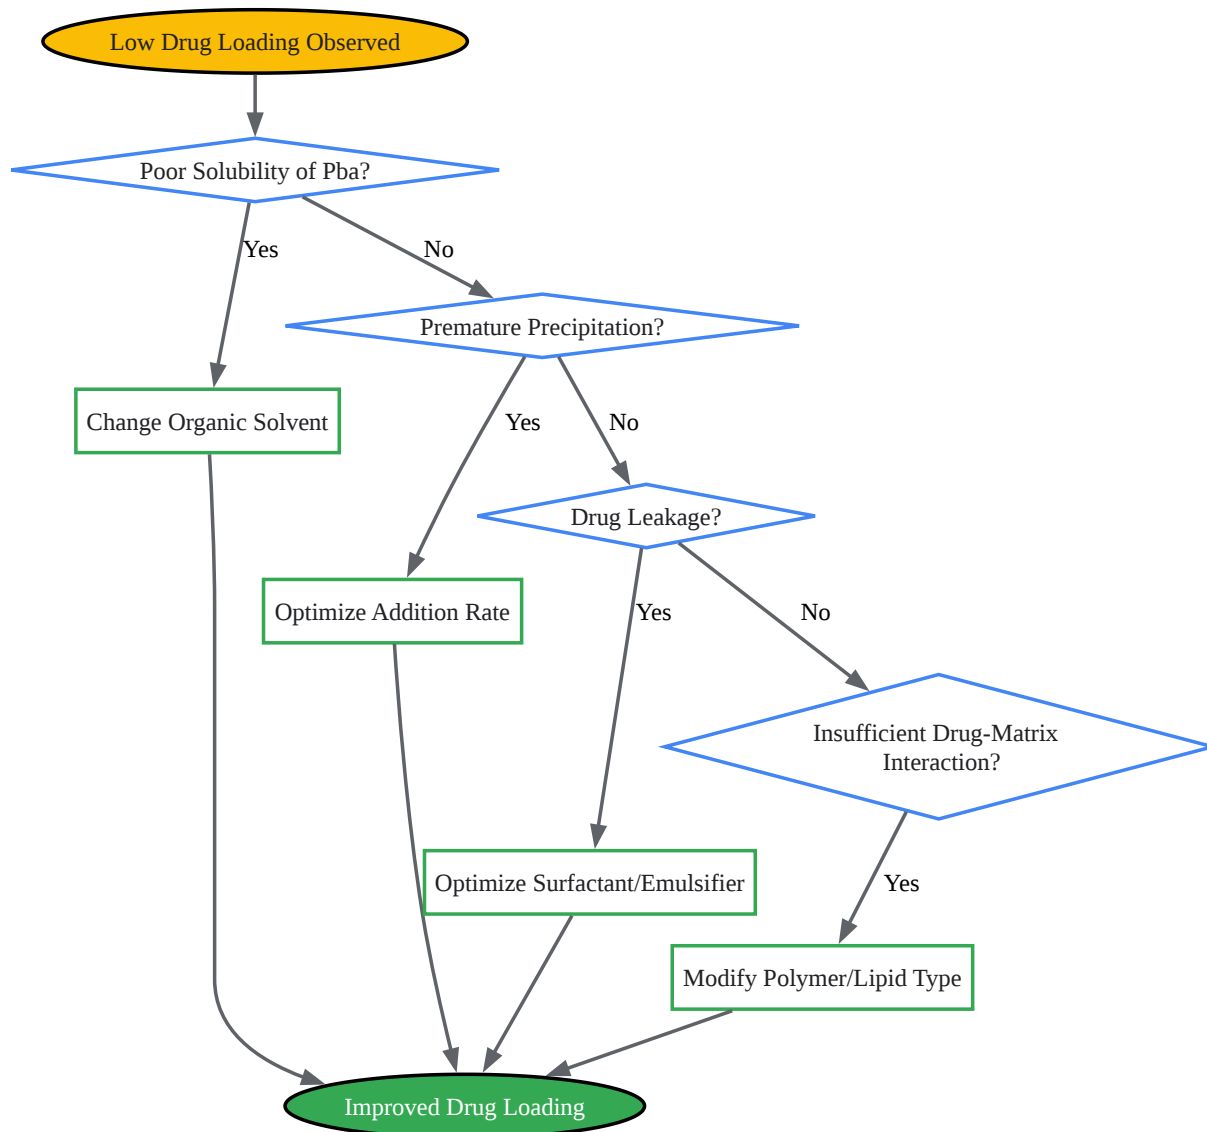 Low Drug Loading Observed
Poor Solubility of Pba?
Yes
No
Premature Precipitation?
Change Organic Solvent
Yes
No
Drug Leakage?
Optimize Addition Rate
Yes
No
Insufficient Drug-Matrix
Interaction?
Optimize Surfactant/Emulsifier
Yes
Modify Polymer/Lipid Type
Improved Drug Loading